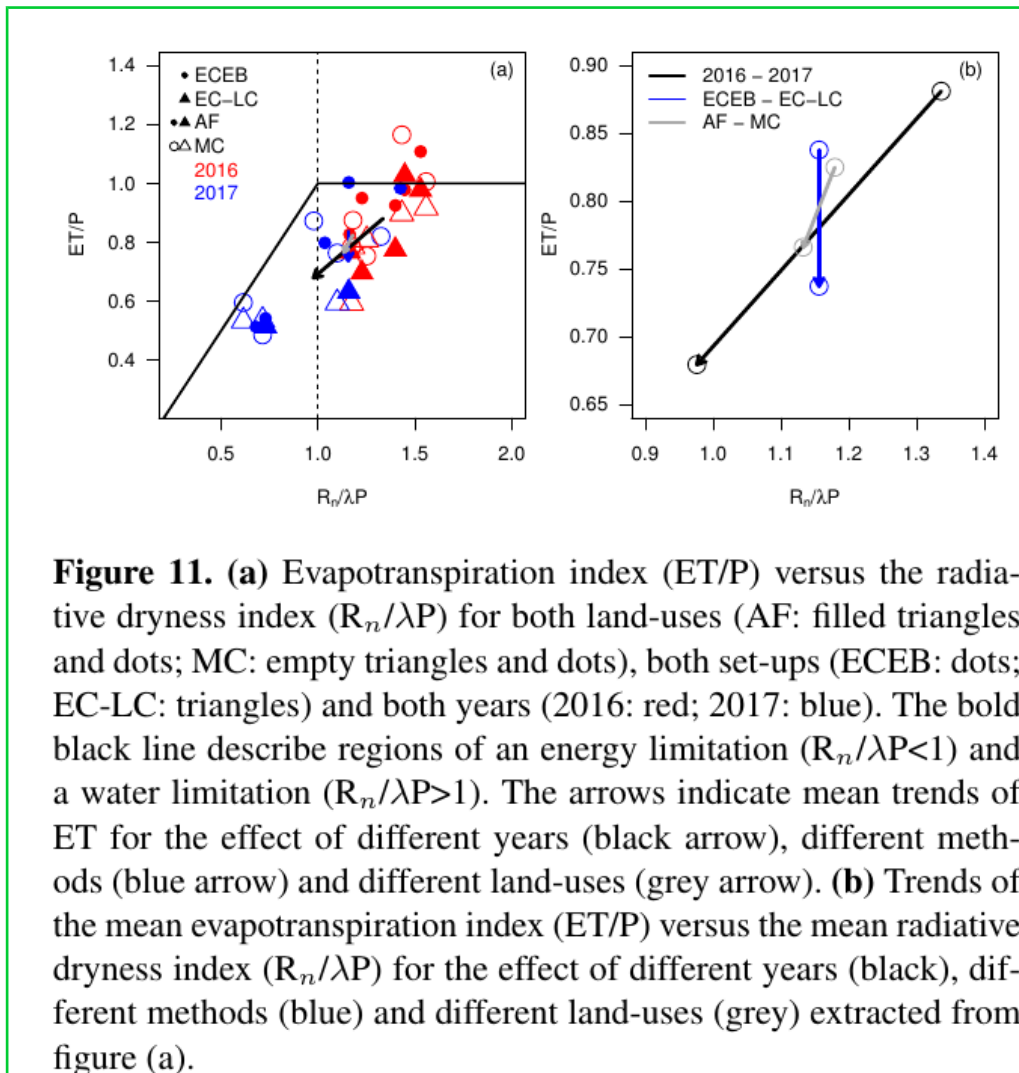 (a)
ECEB
EC-LC
AF
MC
2016
2017
1.4
1.2
1.0
0.8
0.6
0.4
ET/P
0.5
1.0
1.5
2.0
Rn/λP
(b)
2016 − 2017
ECEB − EC-LC
AF − MC
0.90
0.85
0.80
0.75
0.70
0.65
ET/P
0.9
1.0
1.1
1.2
1.3
1.4
Rn/λP
Figure 11. (a) Evapotranspiration index (ET/P) versus the radia-
tive dryness index (Rn/λP) for both land-uses (AF: filled triangles
and dots; MC: empty triangles and dots), both set-ups (ECEB: dots;
EC-LC: triangles) and both years (2016: red; 2017: blue). The bold
black line describe regions of an energy limitation (Rn/λP<1) and
a water limitation (Rn/λP>1). The arrows indicate mean trends of
ET for the effect of different years (black arrow), different meth-
ods (blue arrow) and different land-uses (grey arrow). (b) Trends of
the mean evapotranspiration index (ET/P) versus the mean radiative
dryness index (Rn/λP) for the effect of different years (black), dif-
ferent methods (blue) and different land-uses (grey) extracted from
figure (a).